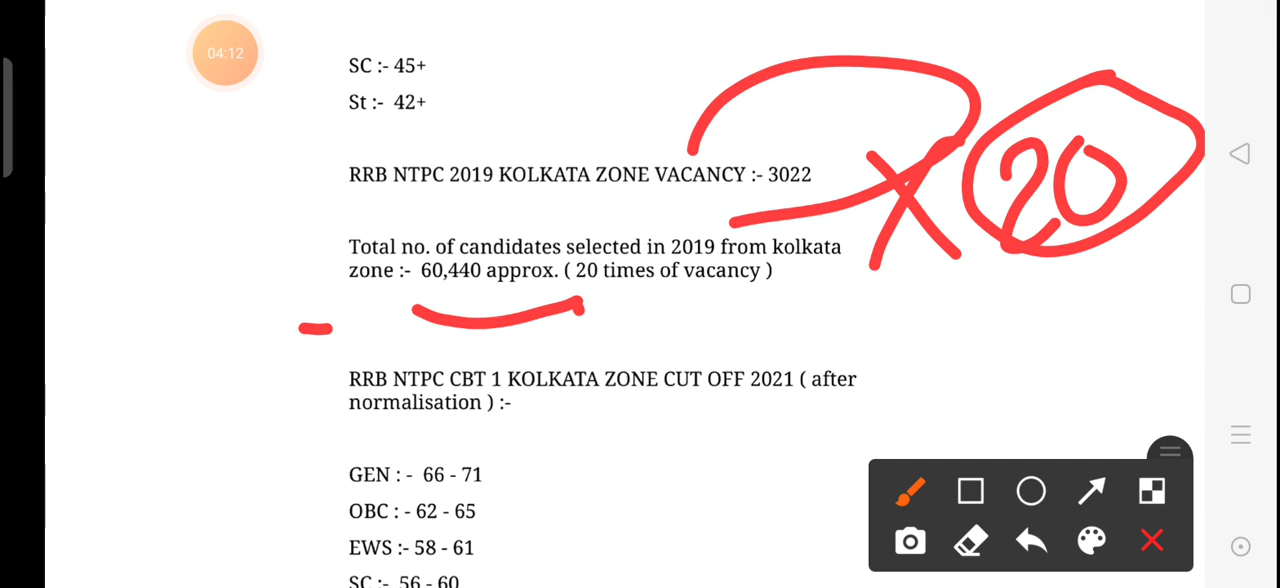 04:12
SC :- 45+
St :- 42+
RRB NTPC 2019 KOLKATA ZONE VACANCY :- 3022
X 20
Total no. of candidates selected in 2019 from kolkata
zone :- 60,440 approx. ( 20 times of vacancy )
RRB NTPC CBT 1 KOLKATA ZONE CUT OFF 2021 ( after
normalisation ) :-
GEN : - 66 - 71
OBC : - 62 - 65
EWS :- 58 - 61
SC :- 56 - 60